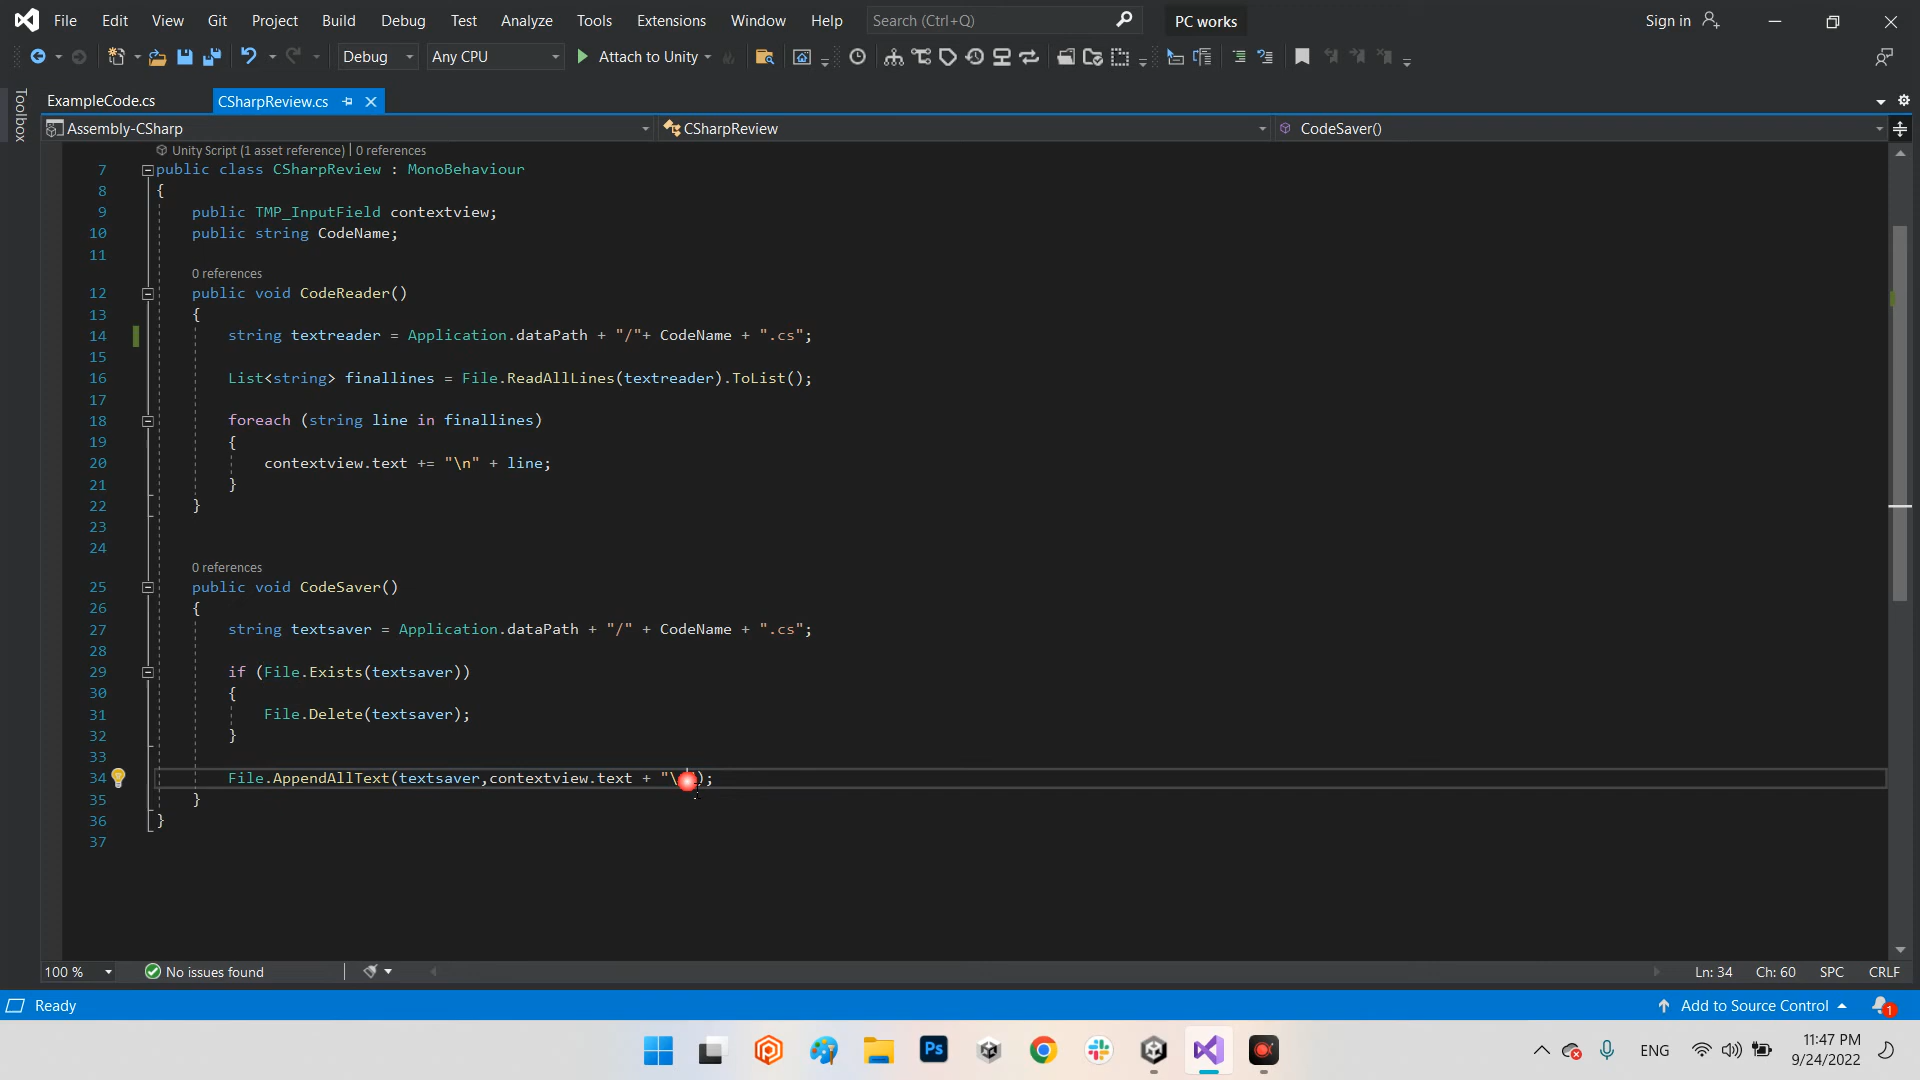 File Edit View Git Project Build Debug Test Analyze Tools Extensions Window Help Search (Ctrl+Q) PC works Sign in
Debug Any CPU Attach to Unity
Toolbox
ExampleCode.cs CSharpReview.cs
Assembly-CSharp CSharpReview CodeSaver()
Unity Script (1 asset reference) | 0 references
7 public class CSharpReview : MonoBehaviour
8 {
9 public TMP_InputField contextview;
10 public string CodeName;
11
0 references
12 public void CodeReader()
13 {
14 string textreader = Application.dataPath + "/"+ CodeName + ".cs";
15
16 List<string> finallines = File.ReadAllLines(textreader).ToList();
17
18 foreach (string line in finallines)
19 {
20 contextview.text += "\n" + line;
21 }
22 }
23
24
0 references
25 public void CodeSaver()
26 {
27 string textsaver = Application.dataPath + "/" + CodeName + ".cs";
28
29 if (File.Exists(textsaver))
30 {
31 File.Delete(textsaver);
32 }
33
34 File.AppendAllText(textsaver,contextview.text + "\ );
35 }
36 }
37
100 % No issues found Ln: 34 Ch: 60 SPC CRLF
Ready Add to Source Control 1
Ps ENG 11:47 PM
9/24/2022